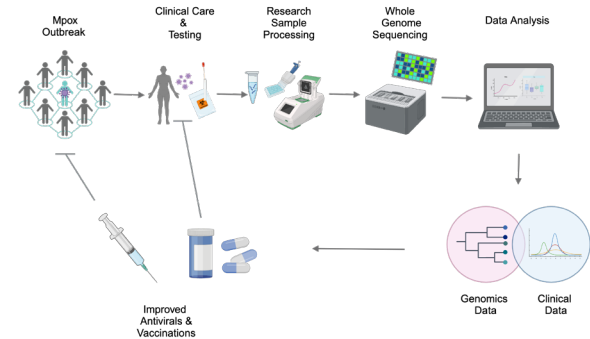 Mpox
Outbreak
Clinical Care
&
Testing
Research
Sample
Processing
Whole
Genome
Sequencing
Data Analysis
Genomics
Data
Clinical
Data
Improved
Antivirals &
Vaccinations